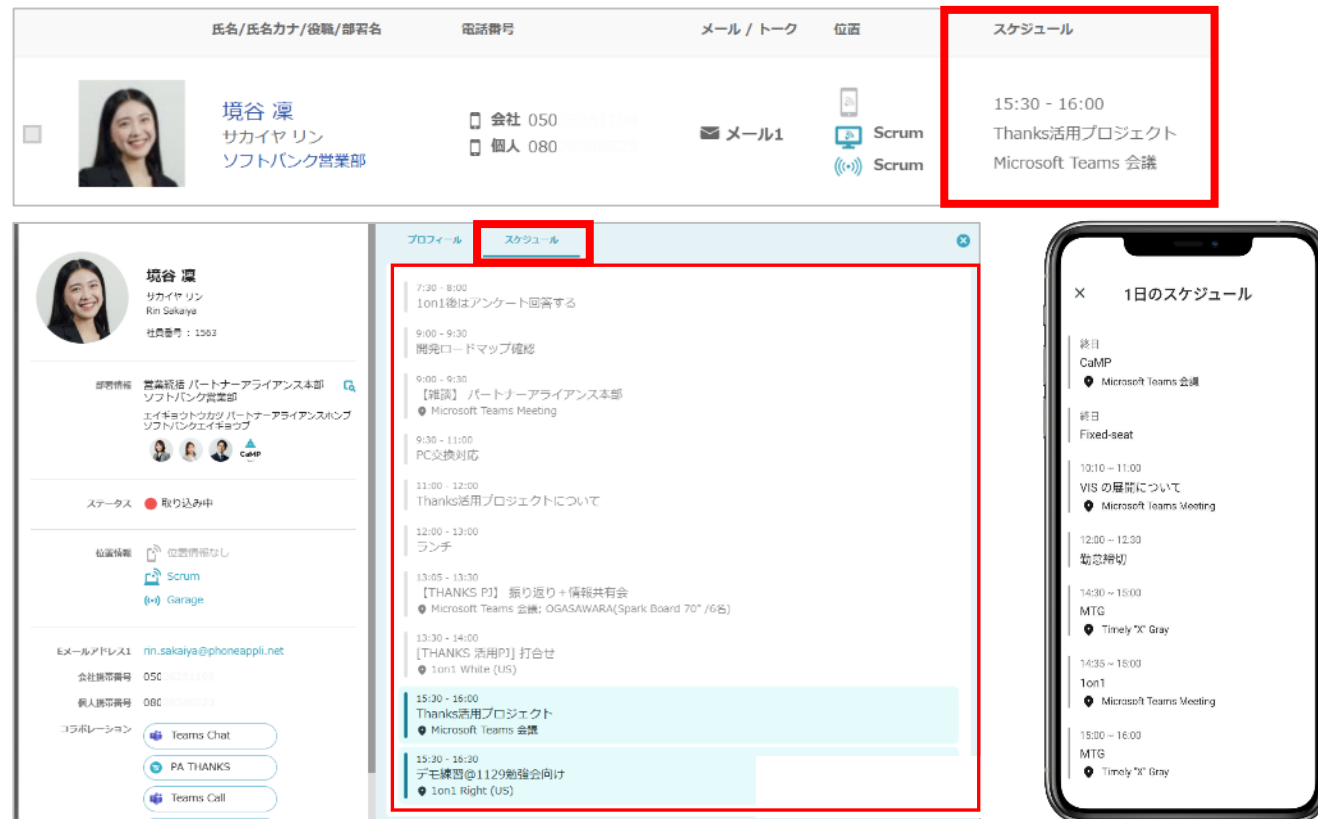 氏名/氏名カナ/役職/部署名
電話番号
メール / トーク
位置
スケジュール
境谷 凜
サカイヤ リン
ソフトバンク営業部
会社 050
個人 080
メール1
Scrum
Scrum
15:30 - 16:00
Thanks活用プロジェクト
Microsoft Teams 会議
境谷 凜
サカイヤ リン
Rin Sakaiya
社員番号 : 1563
部署情報
営業統括 パートナーアライアンス本部
ソフトバンク営業部
エイギョウトウカツ パートナーアライアンスホンブ
ソフトバンクエイギョウブ
CaMP
ステータス
取り込み中
位置情報
位置情報なし
Scrum
Garage
Eメールアドレス1
rin.sakaiya@phoneappli.net
会社携帯番号
050
個人携帯番号
080
コラボレーション
Teams Chat
PA THANKS
Teams Call
プロフィール
スケジュール
7:30 - 8:00
1on1後はアンケート回答する
9:00 - 9:30
開発ロードマップ確認
9:00 - 9:30
【雑談】 パートナーアライアンス本部
Microsoft Teams Meeting
9:30 - 11:00
PC交換対応
11:00 - 12:00
Thanks活用プロジェクトについて
12:00 - 13:00
ランチ
13:05 - 13:30
【THANKS PJ】 振り返り+情報共有会
Microsoft Teams 会議; OGASAWARA(Spark Board 70" /6名)
13:30 - 14:00
[THANKS 活用PJ] 打合せ
1on1 White (US)
15:30 - 16:00
Thanks活用プロジェクト
Microsoft Teams 会議
15:30 - 16:30
デモ練習@1129勉強会向け
1on1 Right (US)
1日のスケジュール
終日
CaMP
Microsoft Teams 会議
終日
Fixed-seat
10:10 ~ 11:00
VIS の展開について
Microsoft Teams Meeting
12:00 ~ 12:30
勤怠締切
14:30 ~ 15:00
MTG
Timely "X" Gray
14:35 ~ 15:00
1on1
Microsoft Teams Meeting
15:00 ~ 16:00
MTG
Timely "X" Gray